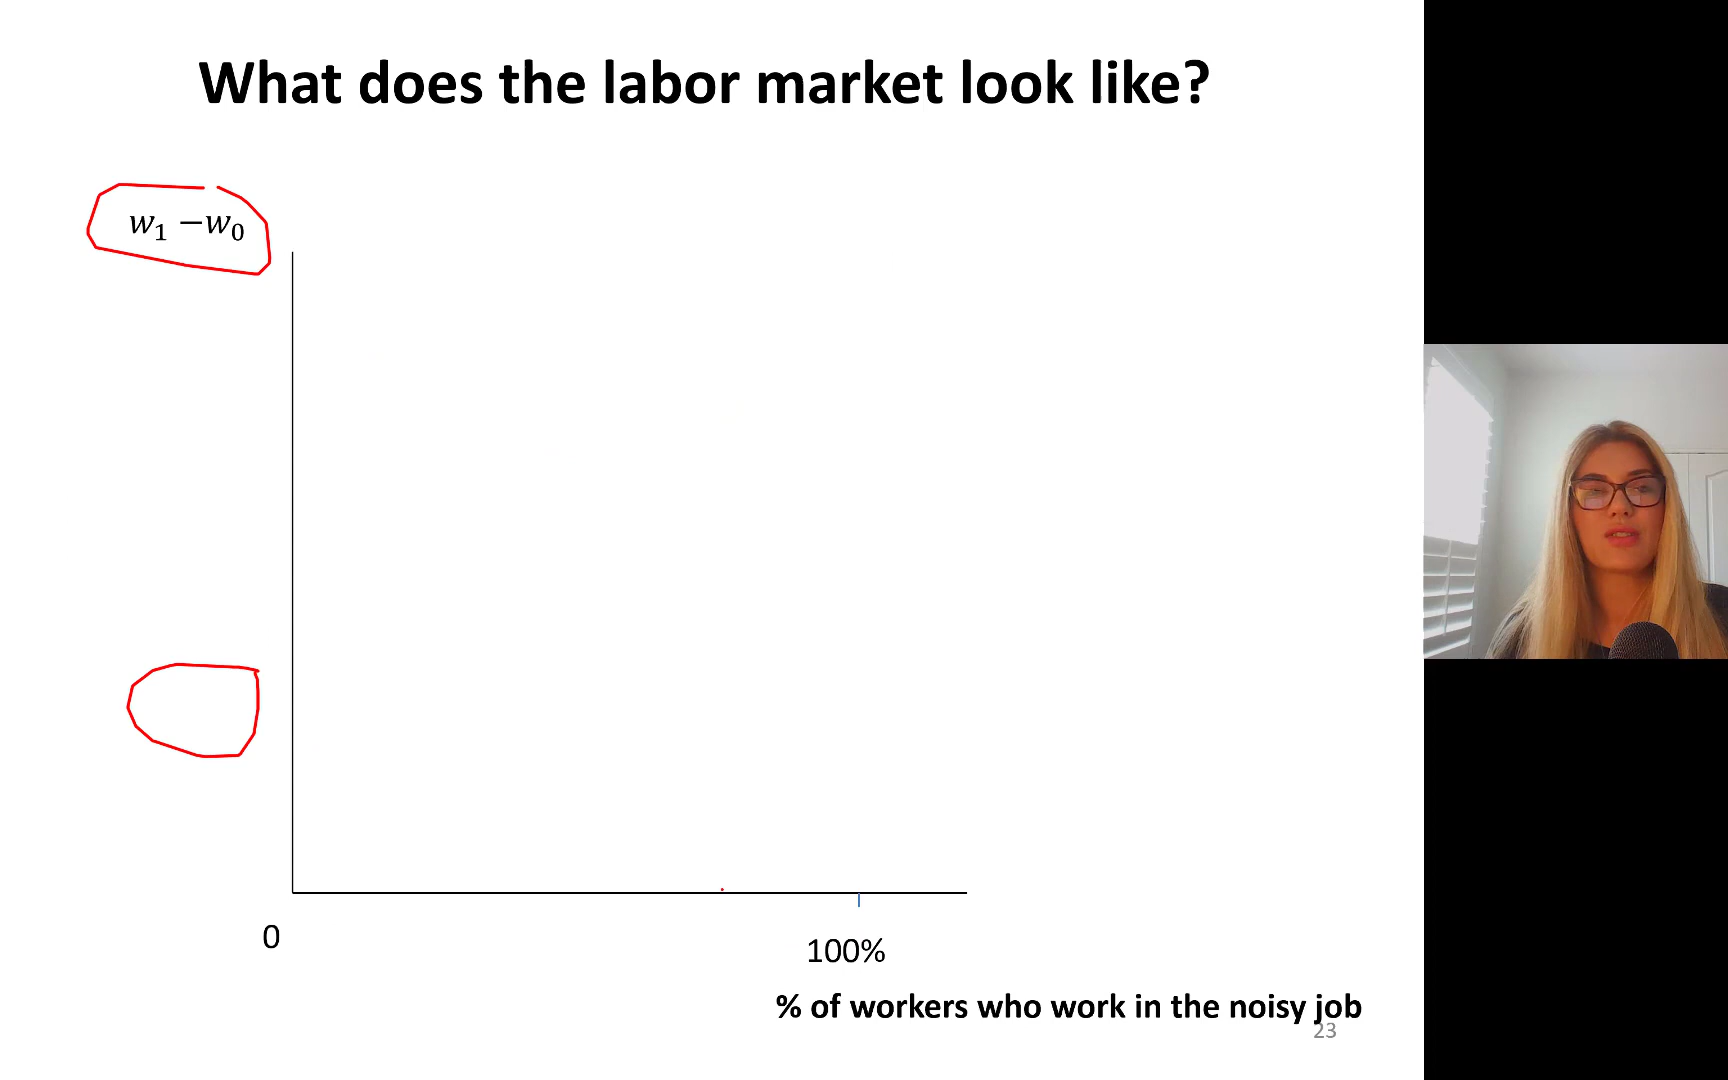 What does the labor market look like?
w₁ −w₀
0
100%
% of workers who work in the noisy job
23